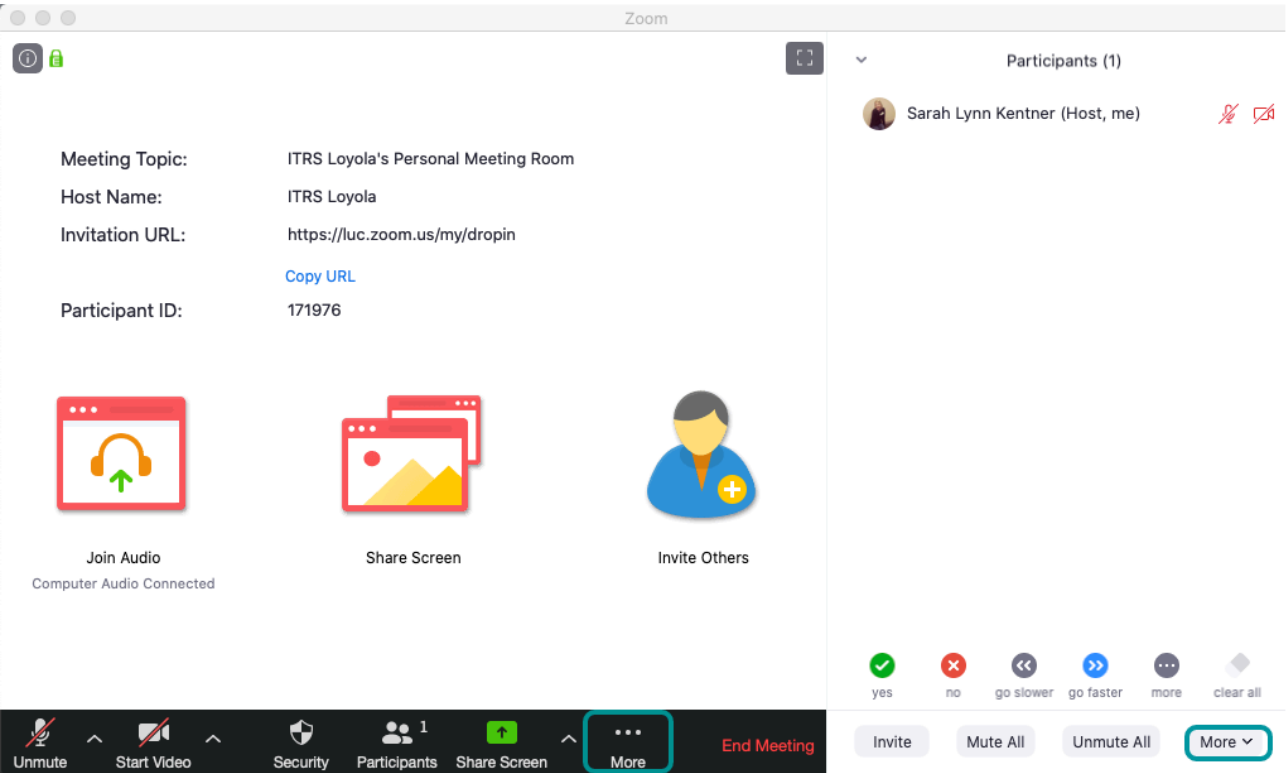 Zoom
Meeting Topic: ITRS Loyola's Personal Meeting Room
Host Name: ITRS Loyola
Invitation URL: https://luc.zoom.us/my/dropin
Copy URL
Participant ID: 171976
Join Audio Share Screen Invite Others
Computer Audio Connected
Unmute Start Video Security Participants 1 Share Screen More End Meeting
Participants (1)
Sarah Lynn Kentner (Host, me)
yes no go slower go faster more clear all
Invite Mute All Unmute All More